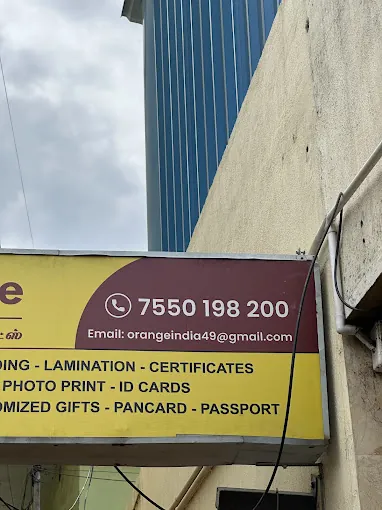 e
ட்ஸ்
7550 198 200
Email: orangeindia49@gmail.com
DING - LAMINATION - CERTIFICATES
PHOTO PRINT - ID CARDS
OMIZED GIFTS - PANCARD - PASSPORT